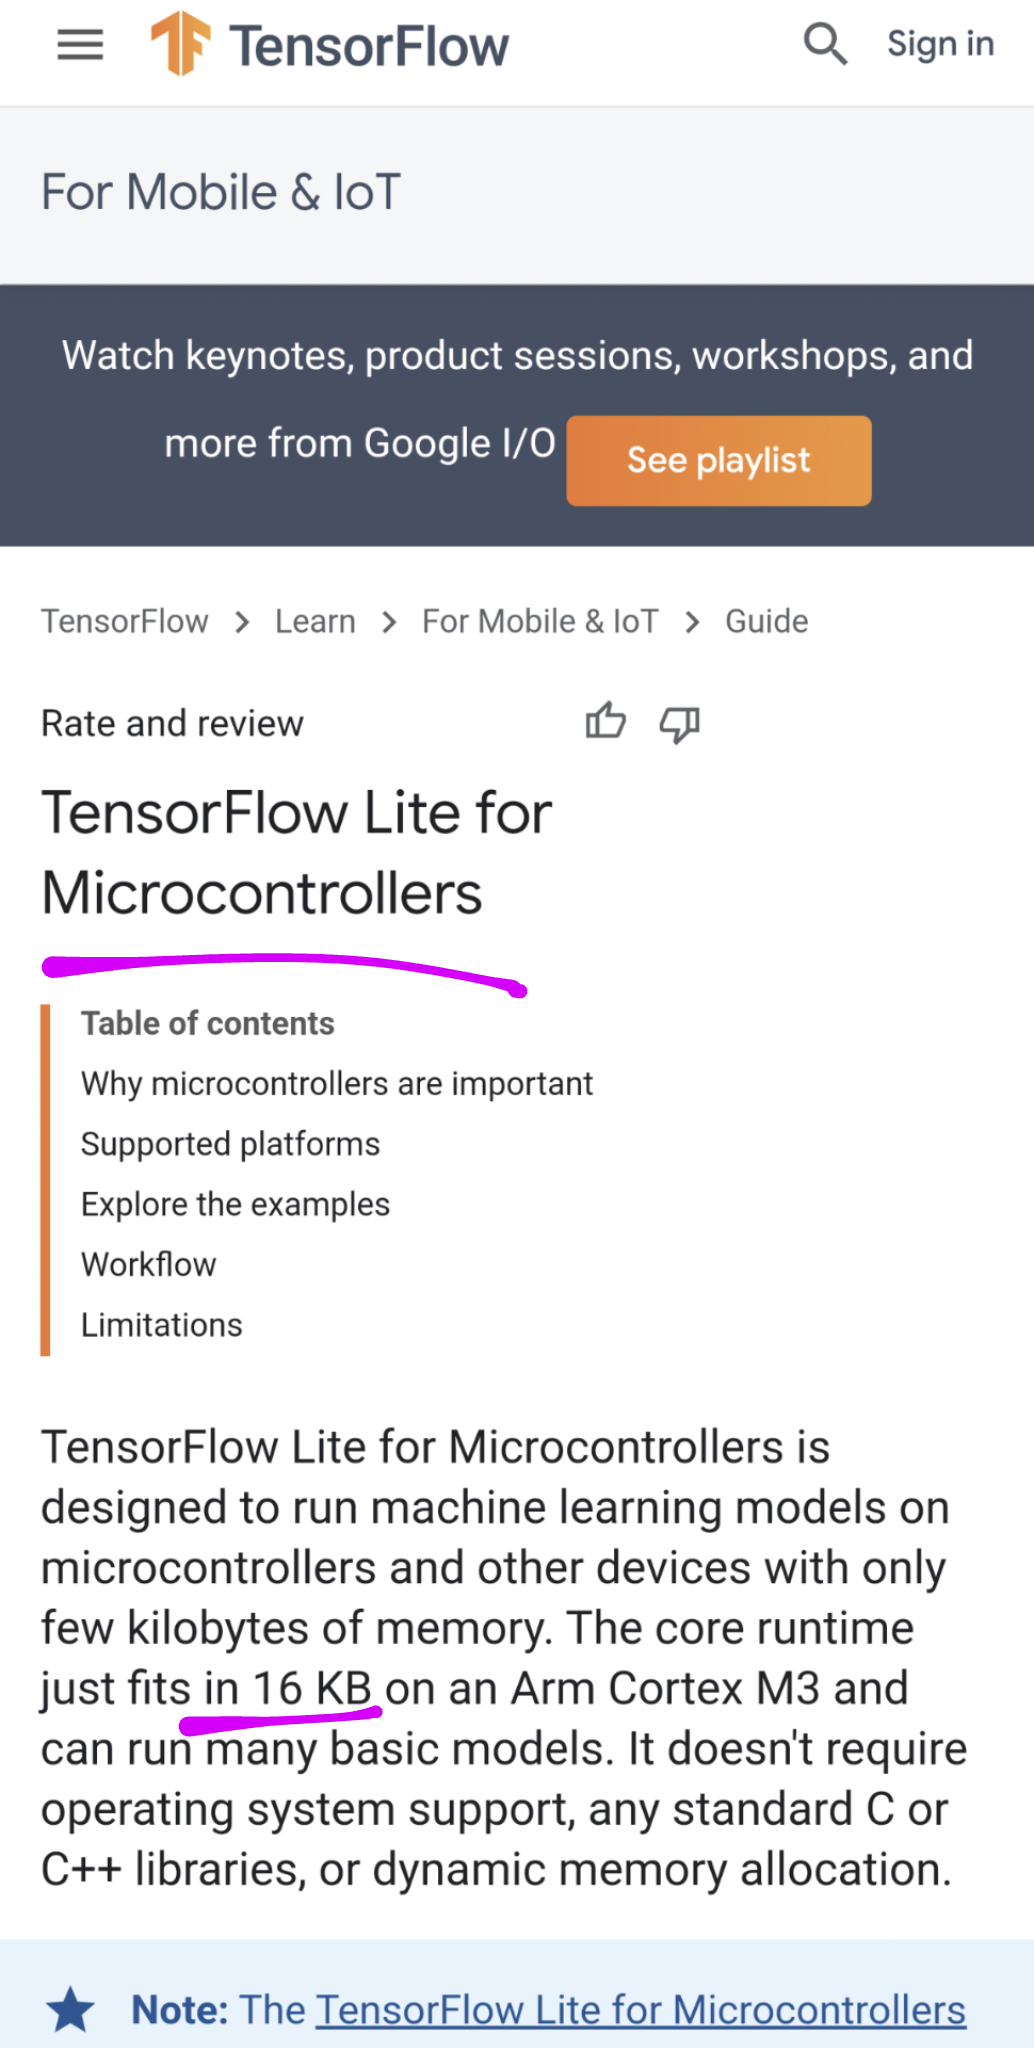 TensorFlow
Sign in
For Mobile & IoT
Watch keynotes, product sessions, workshops, and
more from Google I/O
See playlist
TensorFlow > Learn > For Mobile & IoT > Guide
Rate and review
TensorFlow Lite for
Microcontrollers
Table of contents
Why microcontrollers are important
Supported platforms
Explore the examples
Workflow
Limitations
TensorFlow Lite for Microcontrollers is
designed to run machine learning models on
microcontrollers and other devices with only
few kilobytes of memory. The core runtime
just fits in 16 KB on an Arm Cortex M3 and
can run many basic models. It doesn't require
operating system support, any standard C or
C++ libraries, or dynamic memory allocation.
Note: The TensorFlow Lite for Microcontrollers